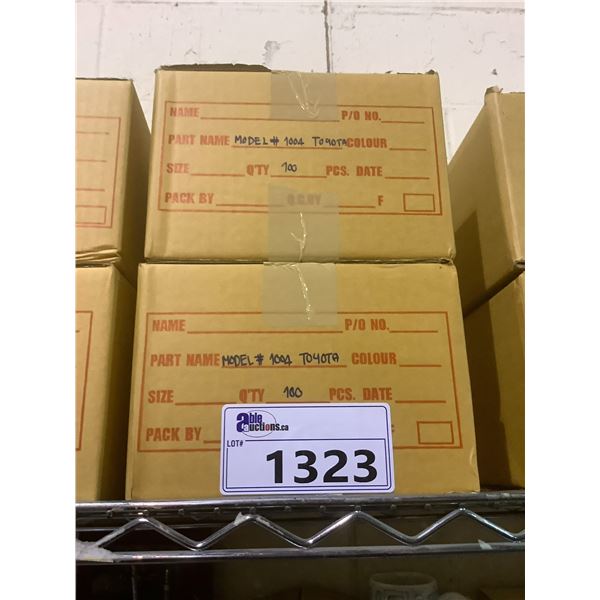 NAME P/O NO.
PART NAME MODEL # 1004 TOYOTA COLOUR
SIZE Q'TY 100 PCS. DATE
PACK BY Q.C.BY F
NAME P/O NO.
PART NAME MODEL # 1004 TOYOTA COLOUR
SIZE Q'TY 100 PCS. DATE
PACK BY
able auctions.ca
LOT#
1323